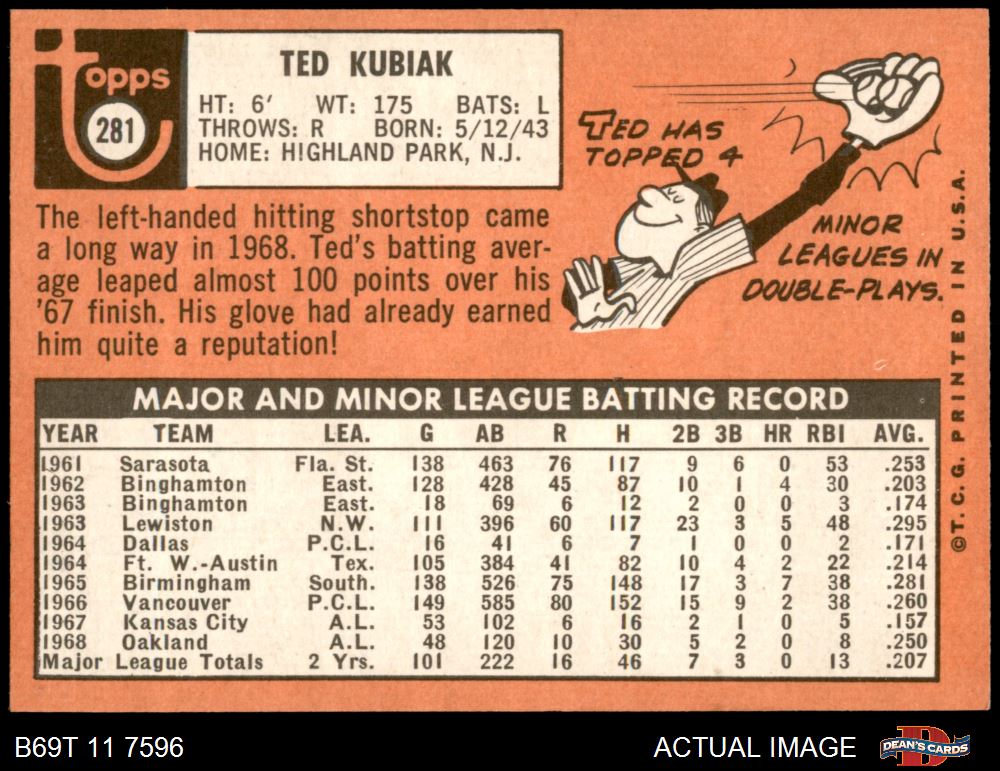 Topps
281
TED KUBIAK
HT: 6' WT: 175 BATS: L
THROWS: R BORN: 5/12/43
HOME: HIGHLAND PARK, N.J.
The left-handed hitting shortstop came
a long way in 1968. Ted's batting aver-
age leaped almost 100 points over his
'67 finish. His glove had already earned
him quite a reputation!
TED HAS
TOPPED 4
MINOR
LEAGUES IN
DOUBLE-PLAYS.
©T.C.G. PRINTED IN U.S.A.
MAJOR AND MINOR LEAGUE BATTING RECORD
YEAR TEAM LEA. G AB R H 2B 3B HR RBI AVG.
1961 Sarasota Fla. St. 138 463 76 117 9 6 0 53 .253
1962 Binghamton East. 128 428 45 87 10 1 4 30 .203
1963 Binghamton East. 18 69 6 12 2 0 0 3 .174
1963 Lewiston N.W. 111 396 60 117 23 3 5 48 .295
1964 Dallas P.C.L. 16 41 6 7 1 0 0 2 .171
1964 Ft. W.-Austin Tex. 105 384 41 82 10 4 2 22 .214
1965 Birmingham South. 138 526 75 148 17 3 7 38 .281
1966 Vancouver P.C.L. 149 585 80 152 15 9 2 38 .260
1967 Kansas City A.L. 53 102 6 16 2 1 0 5 .157
1968 Oakland A.L. 48 120 10 30 5 2 0 8 .250
Major League Totals 2 Yrs. 101 222 16 46 7 3 0 13 .207
B69T 11 7596
ACTUAL IMAGE
DEAN'S CARDS